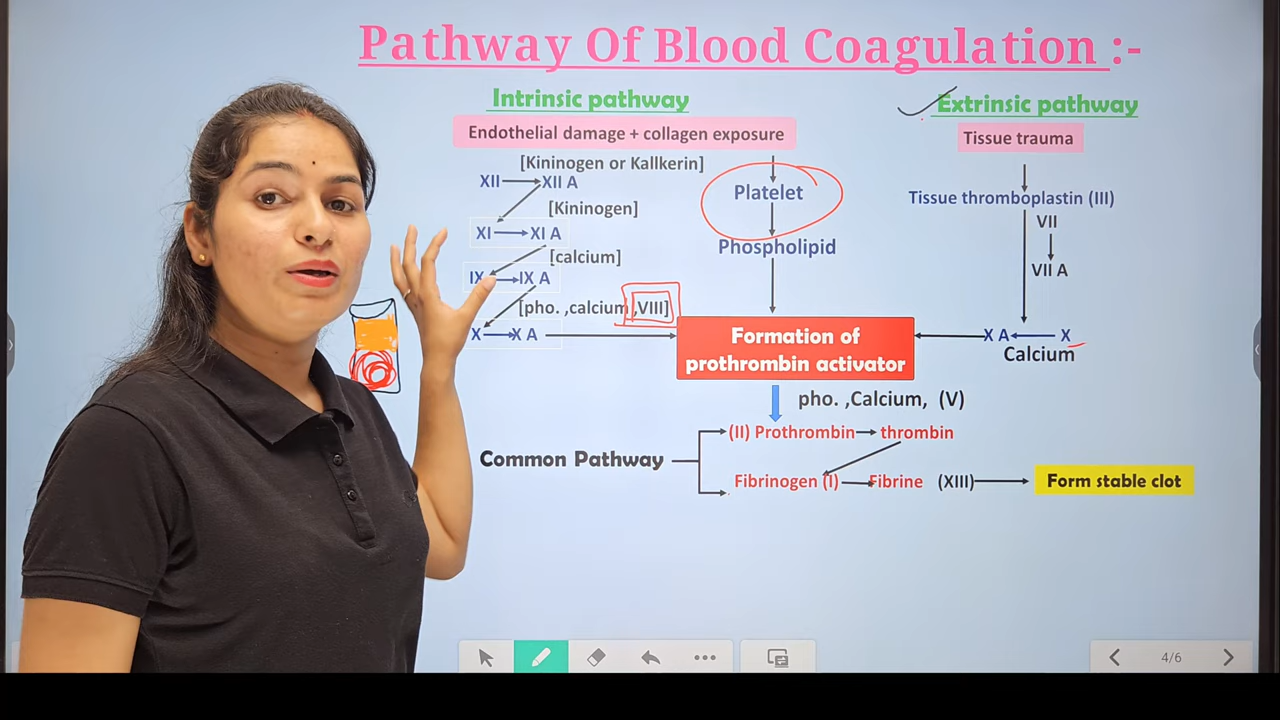 Pathway Of Blood Coagulation :-
Intrinsic pathway
Endothelial damage + collagen exposure
[Kininogen or Kallkerin]
XII XII A
[Kininogen]
XI XI A
[calcium]
IX IX A
[pho. ,calcium ,VIII]
X X A
Platelet
Phospholipid
Extrinsic pathway
Tissue trauma
Tissue thromboplastin (III)
VII
VII A
X A X
Calcium
Formation of
prothrombin activator
pho. ,Calcium, (V)
Common Pathway
(II) Prothrombin thrombin
Fibrinogen (I) Fibrine (XIII)
Form stable clot
4/6